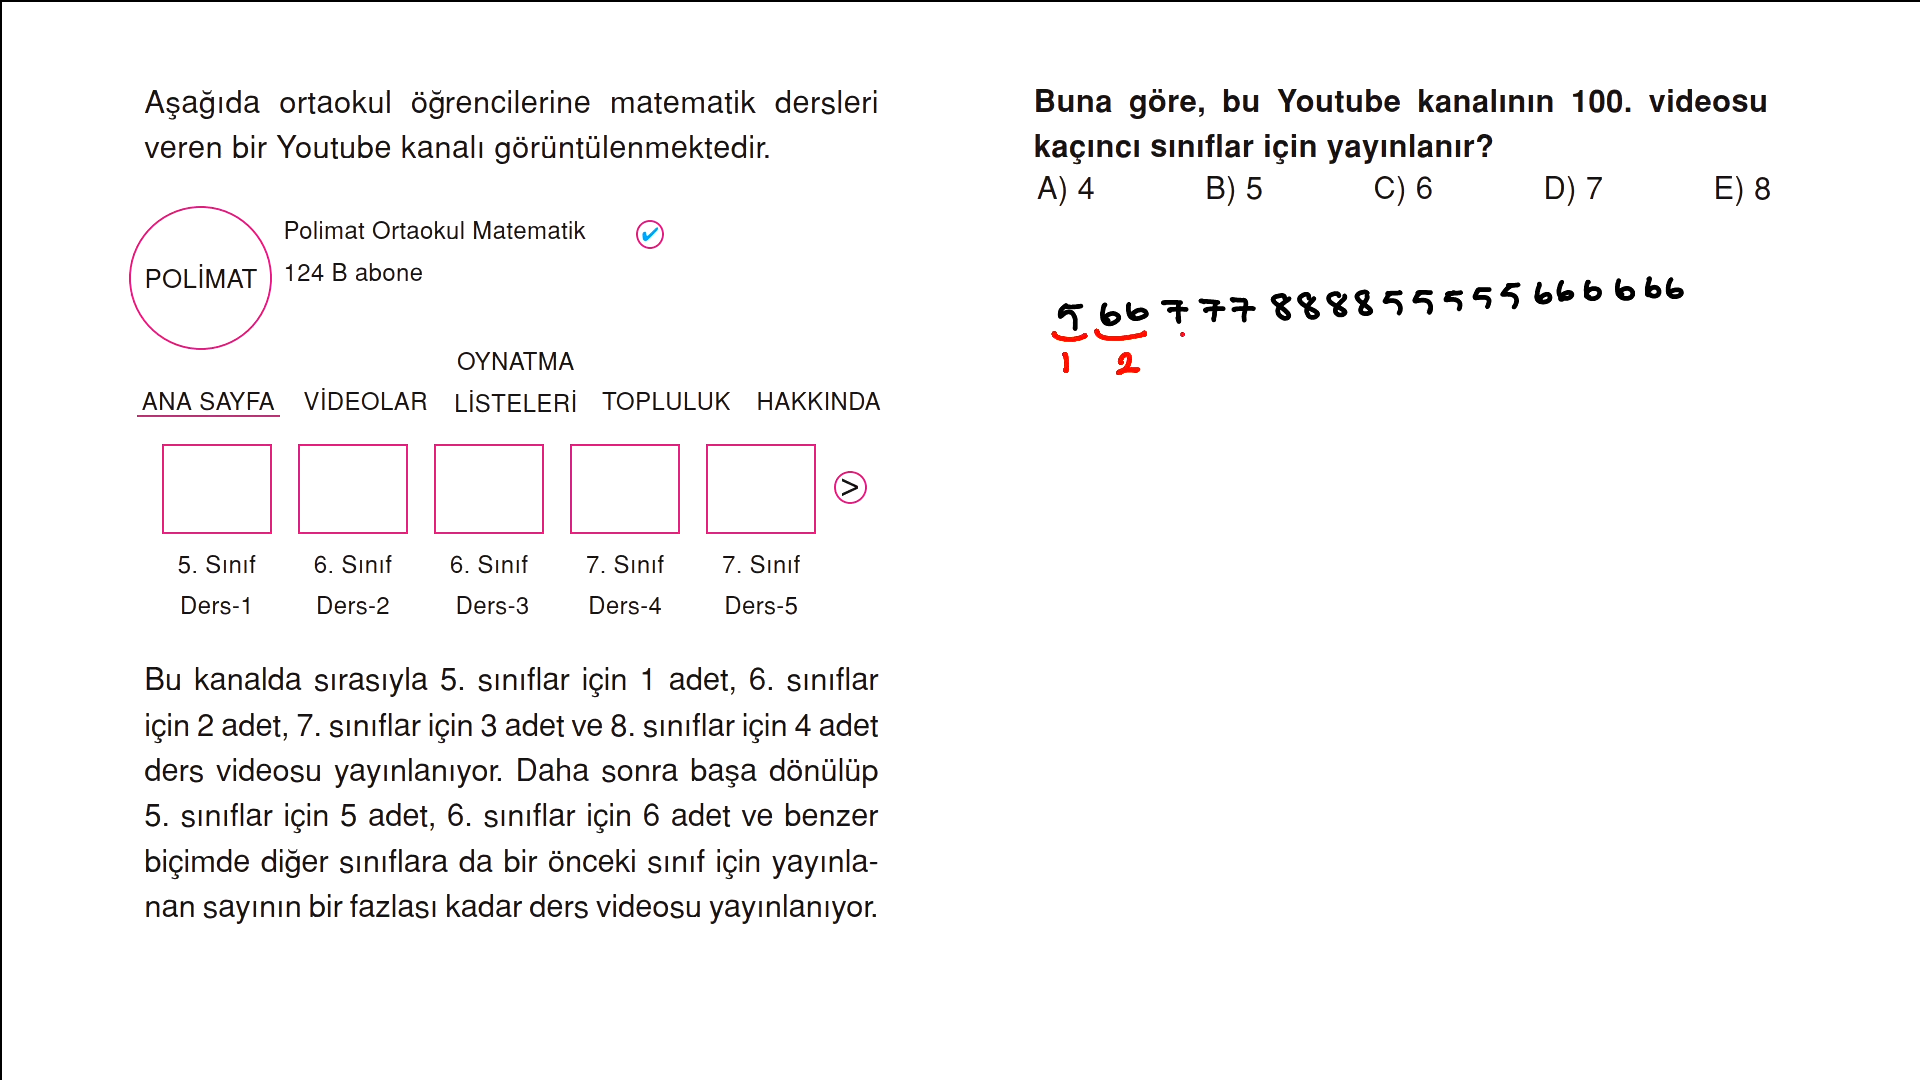 Aşağıda ortaokul öğrencilerine matematik dersleri
veren bir Youtube kanalı görüntülenmektedir.
POLİMAT
Polimat Ortaokul Matematik ✔
124 B abone
ANA SAYFA
VİDEOLAR
OYNATMA
LİSTELERİ
TOPLULUK
HAKKINDA
>
5. Sınıf
Ders-1
6. Sınıf
Ders-2
6. Sınıf
Ders-3
7. Sınıf
Ders-4
7. Sınıf
Ders-5
Bu kanalda sırasıyla 5. sınıflar için 1 adet, 6. sınıflar
için 2 adet, 7. sınıflar için 3 adet ve 8. sınıflar için 4 adet
ders videosu yayınlanıyor. Daha sonra başa dönülüp
5. sınıflar için 5 adet, 6. sınıflar için 6 adet ve benzer
biçimde diğer sınıflara da bir önceki sınıf için yayınla-
nan sayının bir fazlası kadar ders videosu yayınlanıyor.
Buna göre, bu Youtube kanalının 100. videosu
kaçıncı sınıflar için yayınlanır?
A) 4 B) 5 C) 6 D) 7 E) 8
5 66 777 8888 55555 666666
1 2